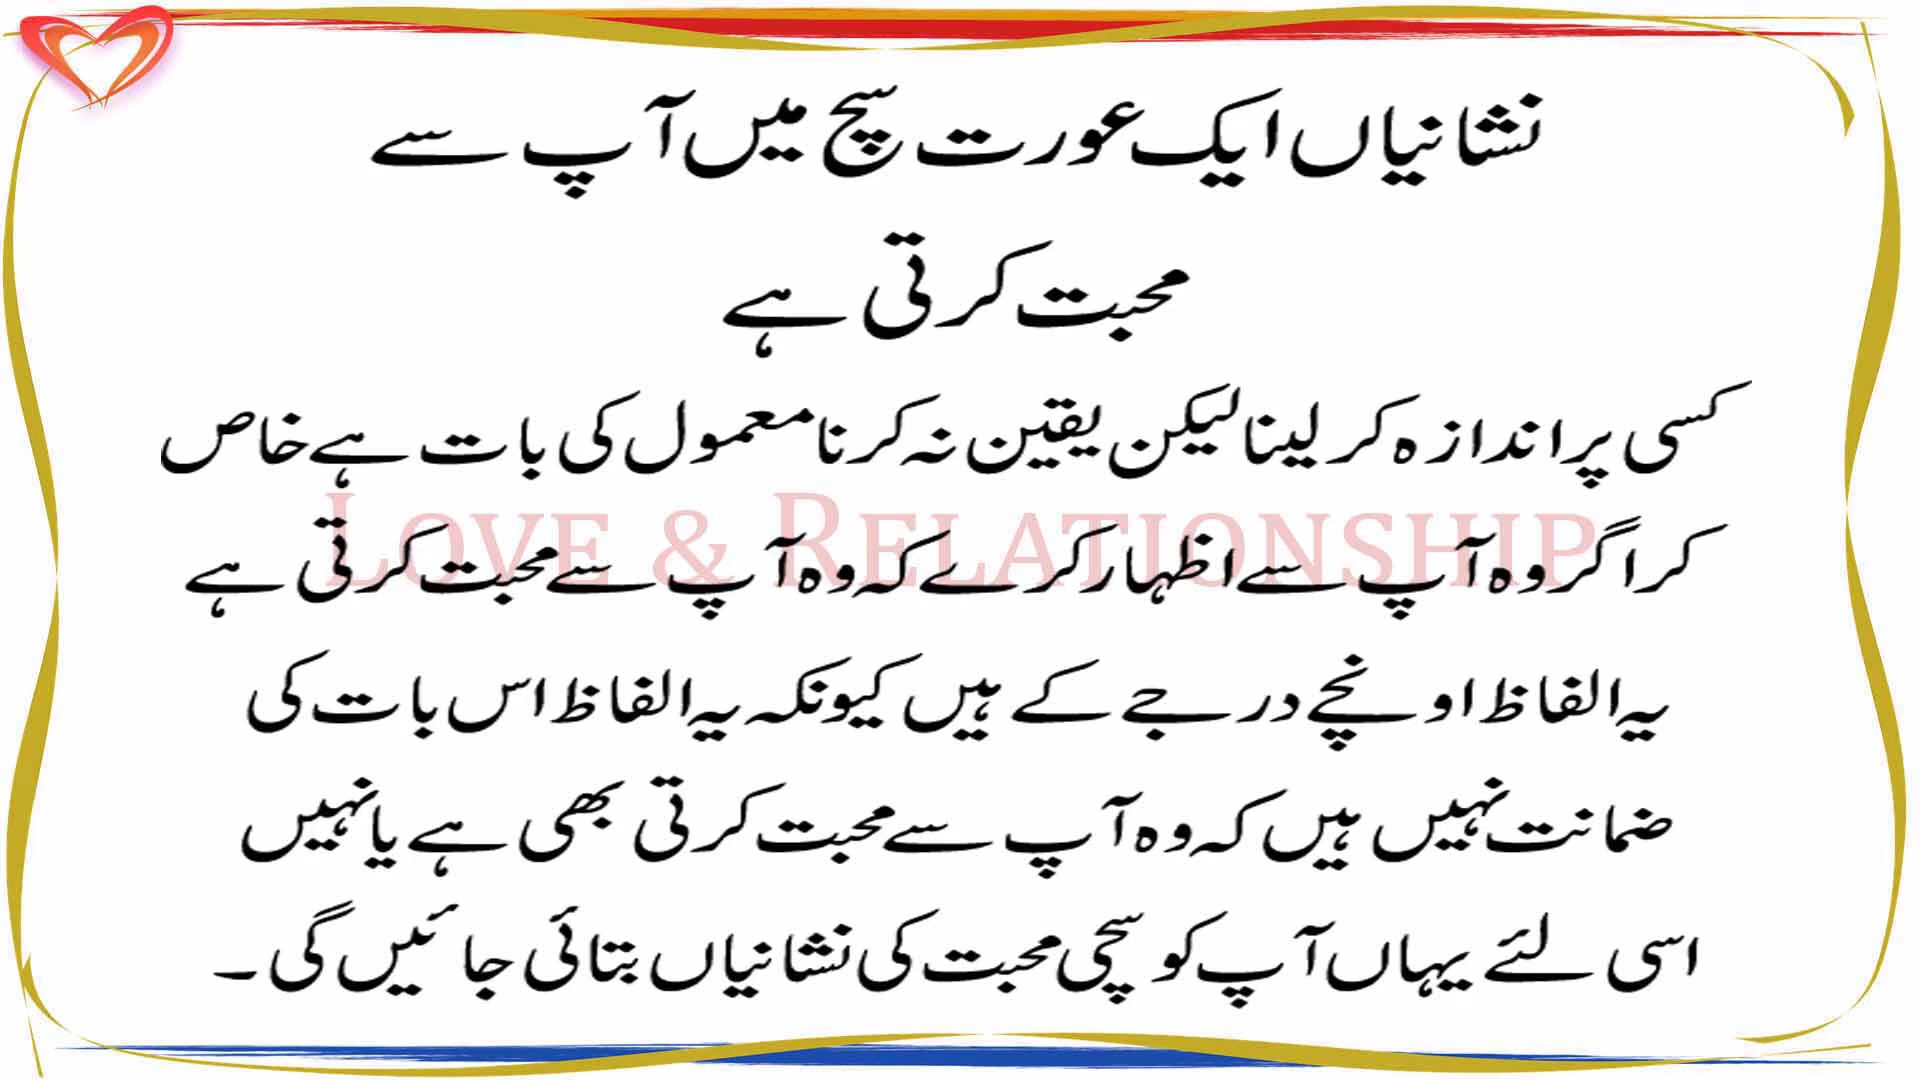 نشانیاں ایک عورت سچ میں آپ سے
محبت کرتی ہے
کسی پر اندازہ کر لینا لیکن یقین نہ کرنا معمول کی بات ہے خاص
Love & Relationship
کر اگر وہ آپ سے اظہار کرے کہ وہ آپ سے محبت کرتی ہے
یہ الفاظ اونچے درجے کے ہیں کیونکہ یہ الفاظ اس بات کی
ضمانت نہیں ہیں کہ وہ آپ سے محبت کرتی بھی ہے یا نہیں
اسی لئے یہاں آپ کو سچی محبت کی نشانیاں بتائی جائیں گی۔